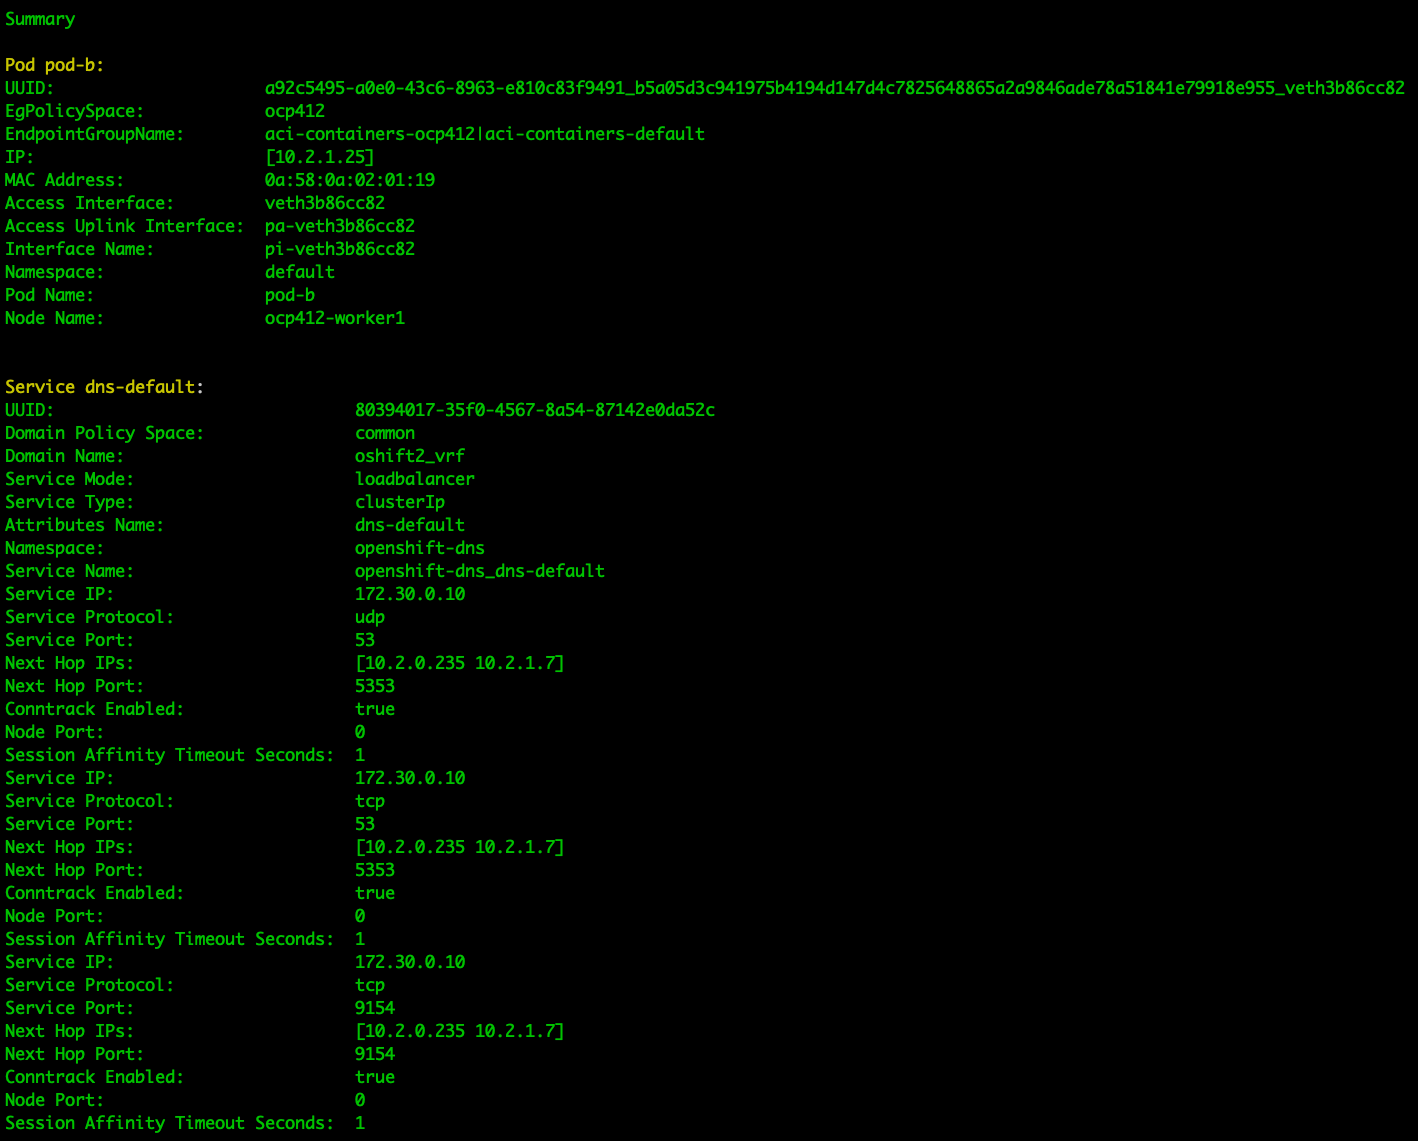 Summary
Pod pod-b:
UUID: a92c5495-a0e0-43c6-8963-e810c83f9491_b5a05d3c941975b4194d147d4c7825648865a2a9846ade78a51841e79918e955_veth3b86cc82
EgPolicySpace: ocp412
EndpointGroupName: aci-containers-ocp412|aci-containers-default
IP: [10.2.1.25]
MAC Address: 0a:58:0a:02:01:19
Access Interface: veth3b86cc82
Access Uplink Interface: pa-veth3b86cc82
Interface Name: pi-veth3b86cc82
Namespace: default
Pod Name: pod-b
Node Name: ocp412-worker1
Service dns-default:
UUID: 80394017-35f0-4567-8a54-87142e0da52c
Domain Policy Space: common
Domain Name: oshift2_vrf
Service Mode: loadbalancer
Service Type: clusterIp
Attributes Name: dns-default
Namespace: openshift-dns
Service Name: openshift-dns_dns-default
Service IP: 172.30.0.10
Service Protocol: udp
Service Port: 53
Next Hop IPs: [10.2.0.235 10.2.1.7]
Next Hop Port: 5353
Conntrack Enabled: true
Node Port: 0
Session Affinity Timeout Seconds: 1
Service IP: 172.30.0.10
Service Protocol: tcp
Service Port: 53
Next Hop IPs: [10.2.0.235 10.2.1.7]
Next Hop Port: 5353
Conntrack Enabled: true
Node Port: 0
Session Affinity Timeout Seconds: 1
Service IP: 172.30.0.10
Service Protocol: tcp
Service Port: 9154
Next Hop IPs: [10.2.0.235 10.2.1.7]
Next Hop Port: 9154
Conntrack Enabled: true
Node Port: 0
Session Affinity Timeout Seconds: 1